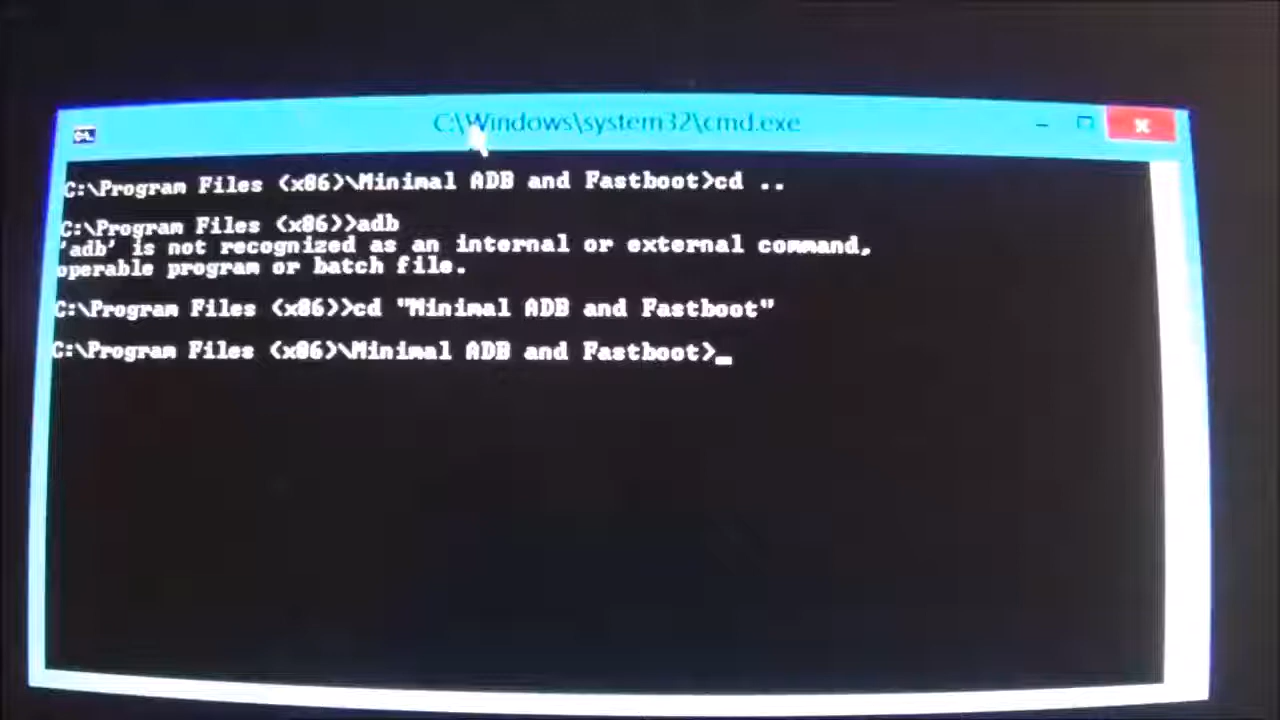 C:\Windows\system32\cmd.exe
C:\Program Files (x86)\Minimal ADB and Fastboot>cd ..
C:\Program Files (x86)>adb
'adb' is not recognized as an internal or external command,
operable program or batch file.
C:\Program Files (x86)>cd "Minimal ADB and Fastboot"
C:\Program Files (x86)\Minimal ADB and Fastboot>_